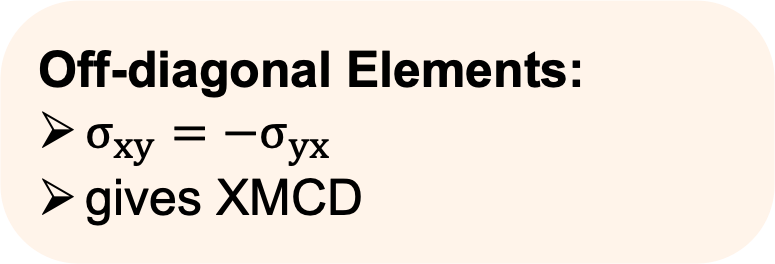 Off-diagonal Elements:
➢ σxy = −σyx
➢ gives XMCD